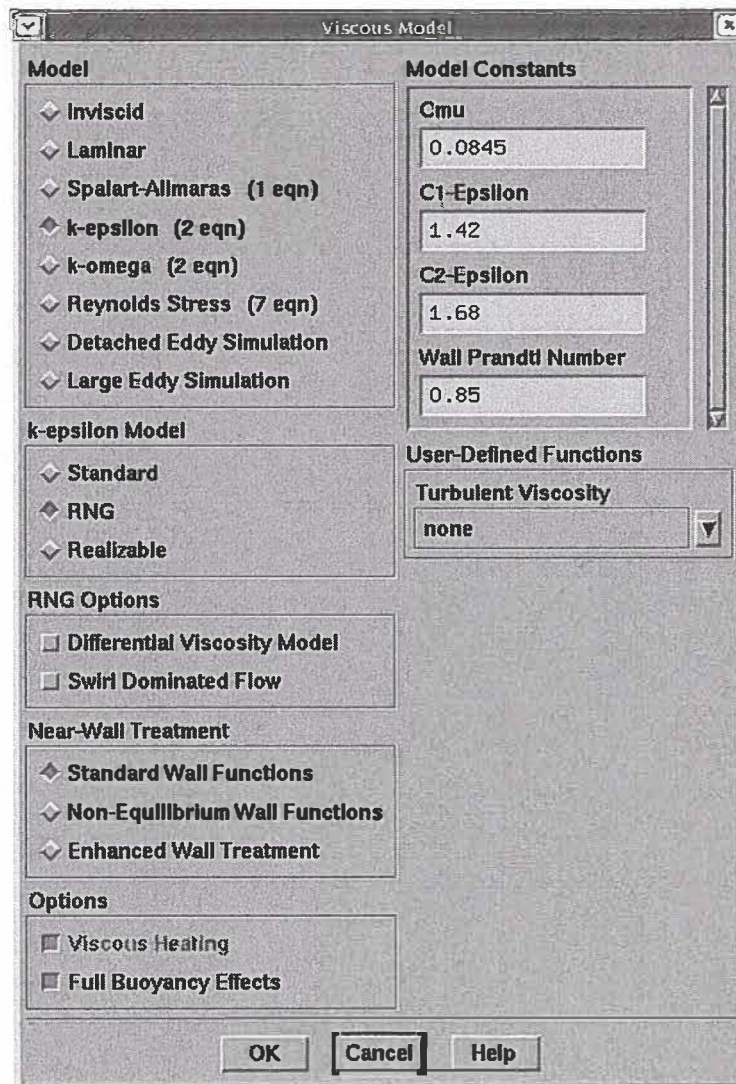 Viscous Model
Model
Inviscid
Laminar
Spalart-Allmaras (1 eqn)
k-epsilon (2 eqn)
k-omega (2 eqn)
Reynolds Stress (7 eqn)
Detached Eddy Simulation
Large Eddy Simulation
k-epsilon Model
Standard
RNG
Realizable
RNG Options
Differential Viscosity Model
Swirl Dominated Flow
Near-Wall Treatment
Standard Wall Functions
Non-Equilibrium Wall Functions
Enhanced Wall Treatment
Options
Viscous Heating
Full Buoyancy Effects
Model Constants
Cmu
0.0845
C1-Epsilon
1.42
C2-Epsilon
1.68
Wall Prandtl Number
0.85
User-Defined Functions
Turbulent Viscosity
none
OK Cancel Help